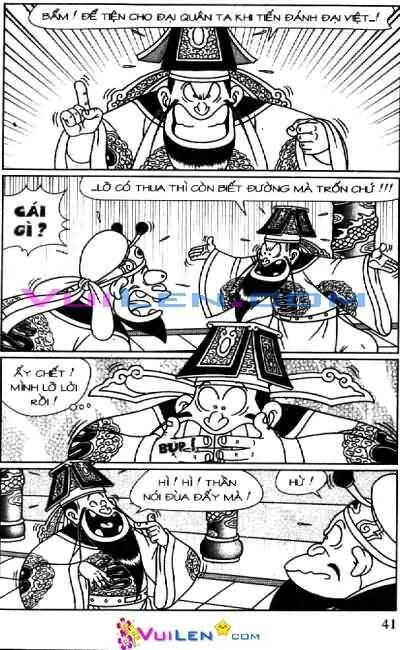 BẨM! ĐỂ TIỆN CHO ĐẠI QUÂN TA KHI TIẾN ĐÁNH ĐẠI VIỆT...!
...LỠ CÓ THUA THÌ CÒN BIẾT ĐƯỜNG MÀ TRỐN CHỨ!!!
CÁI
GÌ?
VUILEN.COM
ẤY CHẾT!
MÌNH LỠ LỜI
RỒI!
BỤP!
HÌ! HÌ! THẦN
NÓI ĐÙA ĐẤY MÀ!
HỪ!
41
VUILEN.COM